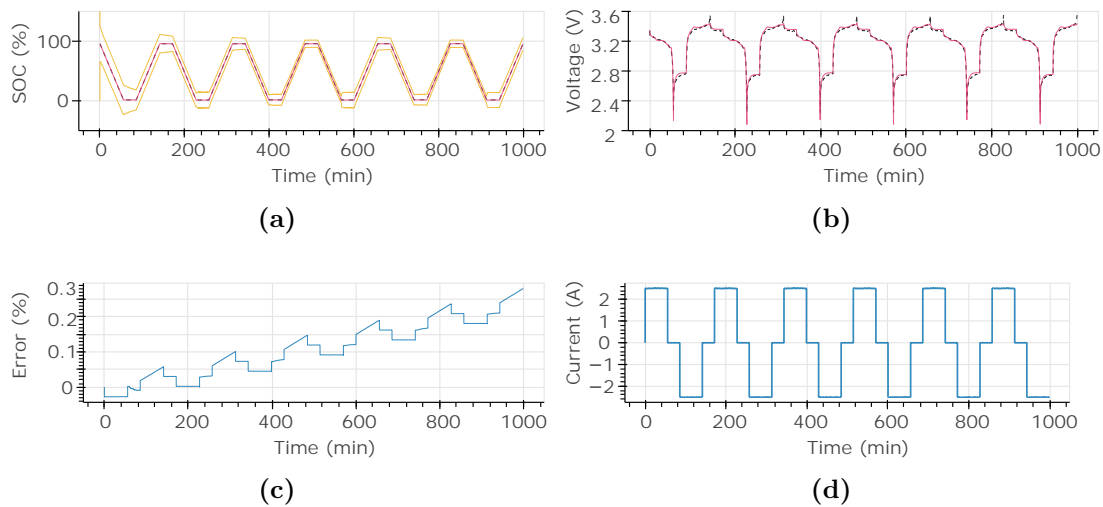 SOC (%)
100
0
0 200 400 600 800 1000
Time (min)
(a)
Voltage (V)
3.6
3.2
2.8
2.4
2
0 200 400 600 800 1000
Time (min)
(b)
Error (%)
0.3
0.2
0.1
0
0 200 400 600 800 1000
Time (min)
(c)
Current (A)
2
1
0
−1
−2
0 200 400 600 800 1000
Time (min)
(d)